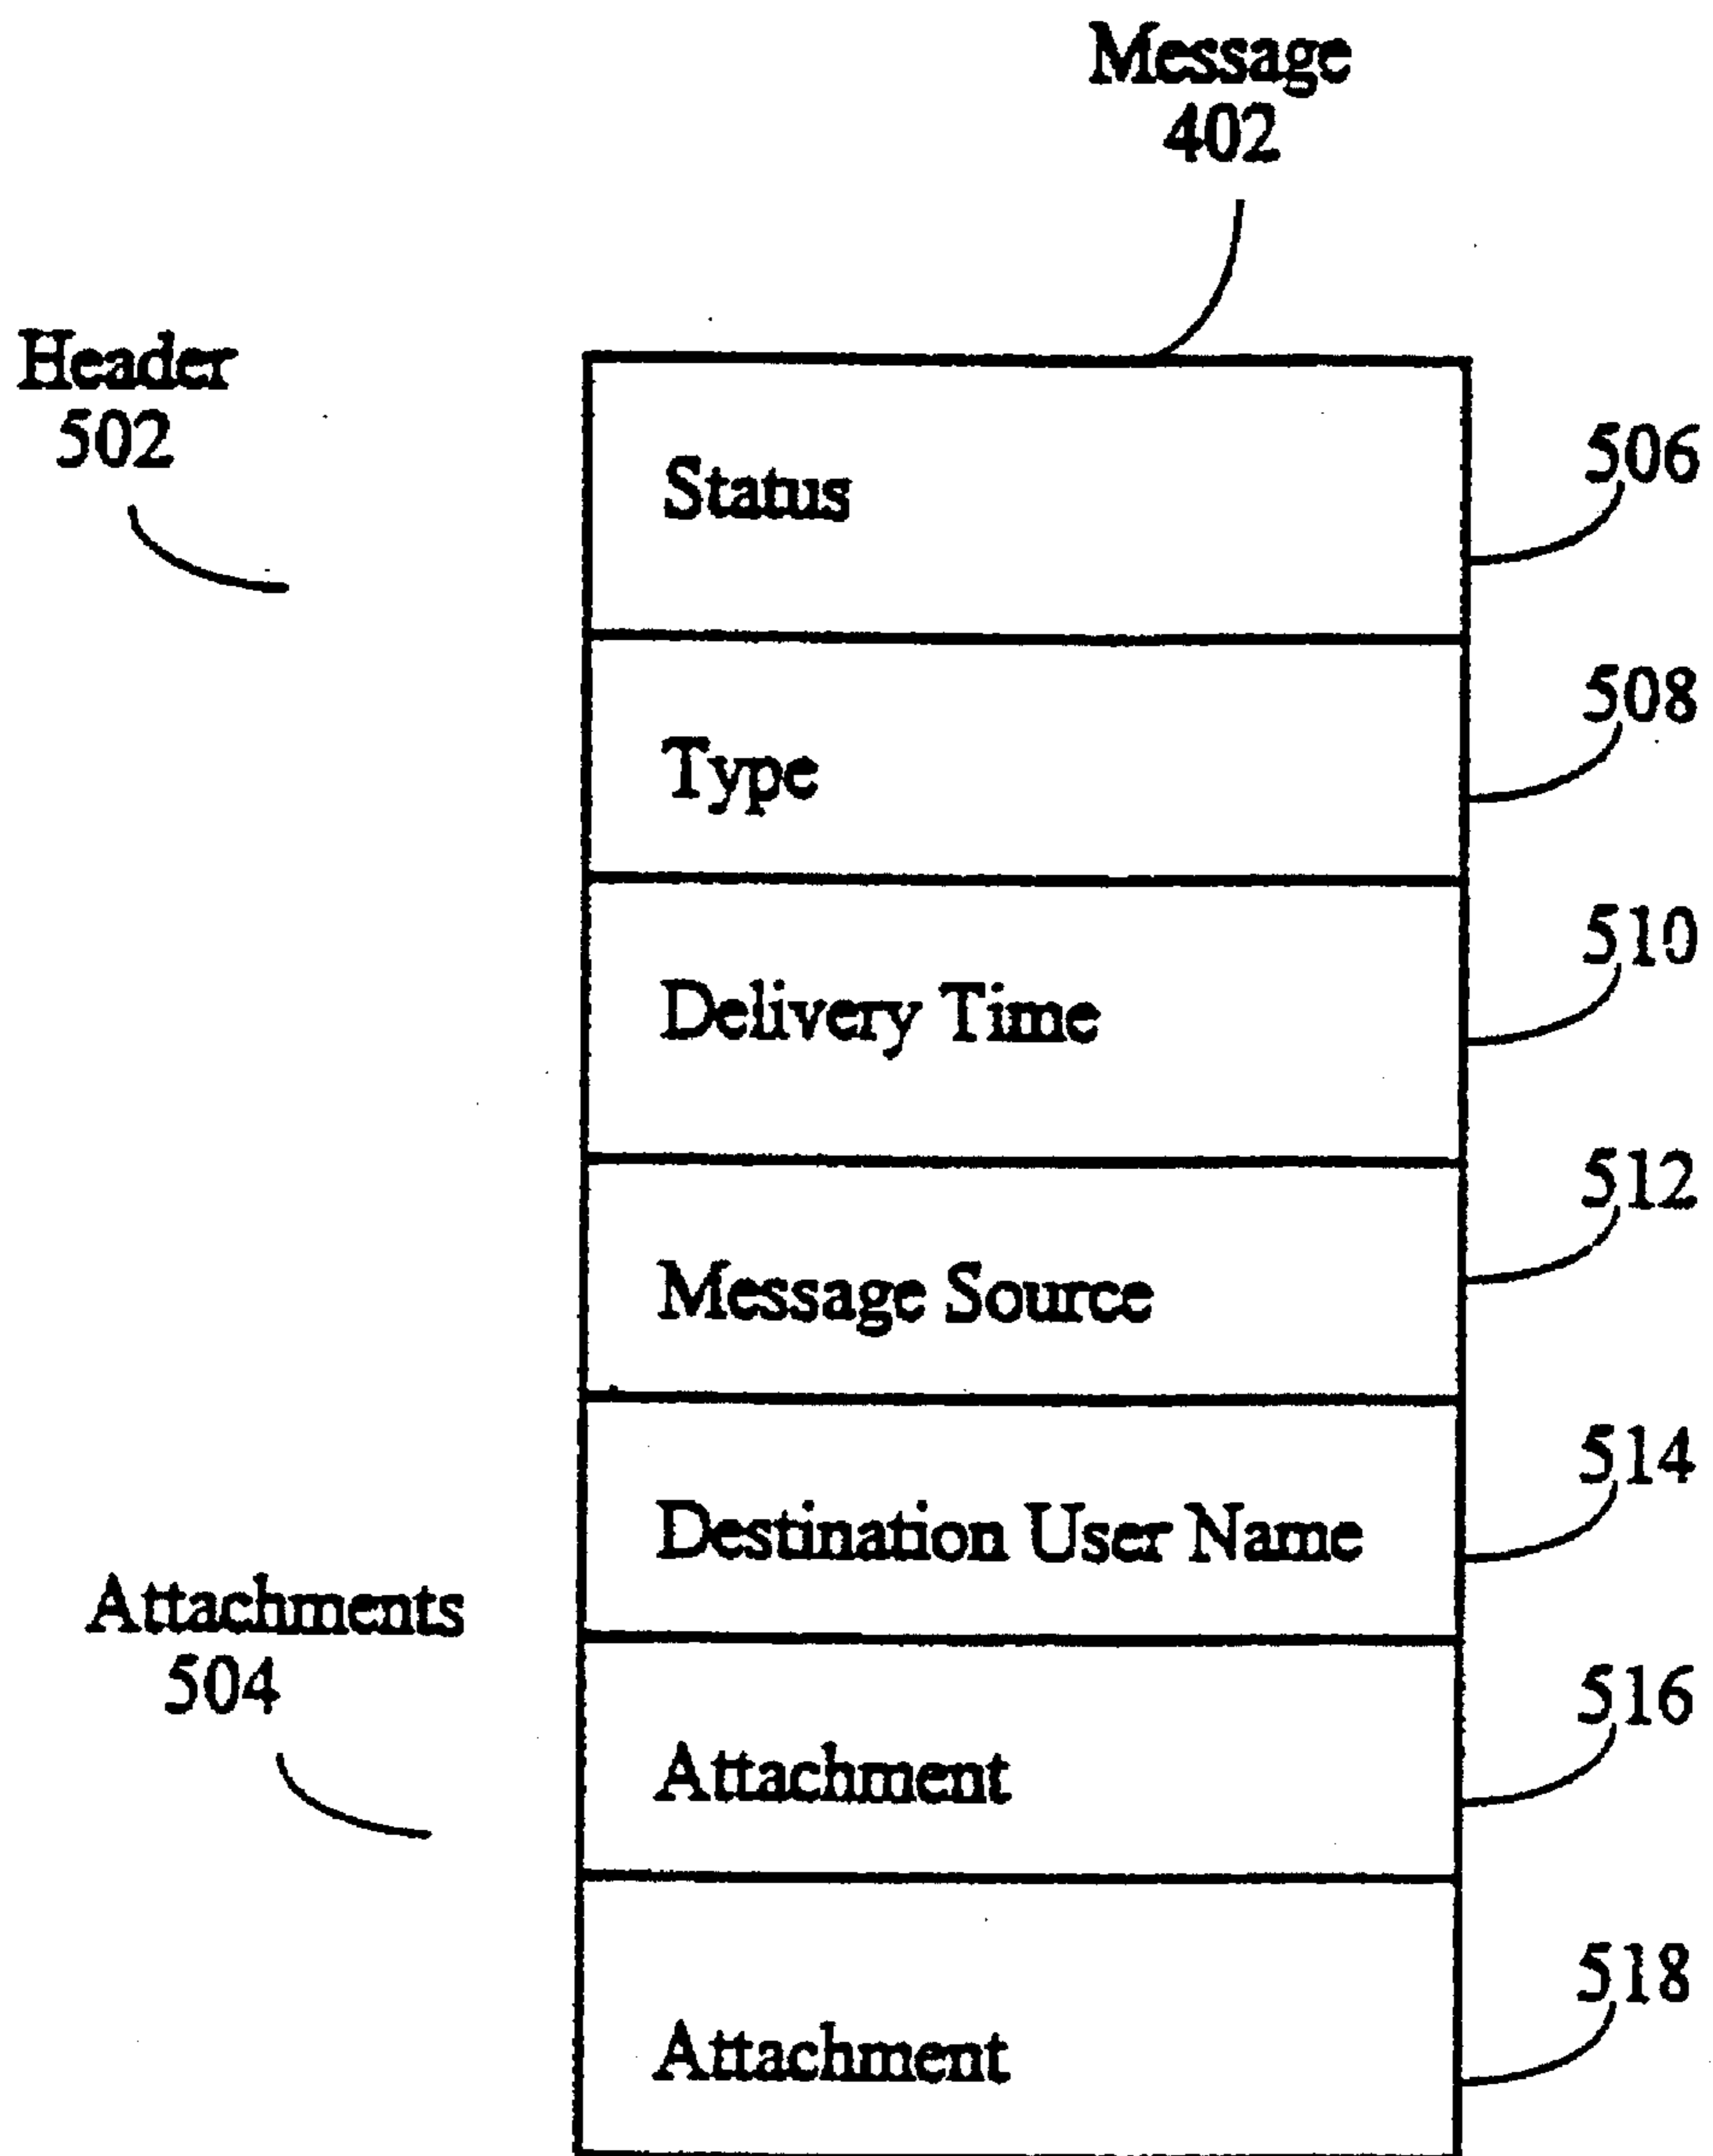 Message
402
Header
502
506
Status
508
Type
510
Delivery Time
512
Message Source
514
Destination User Name
Attachments
504
516
Attachment
518
Attachment